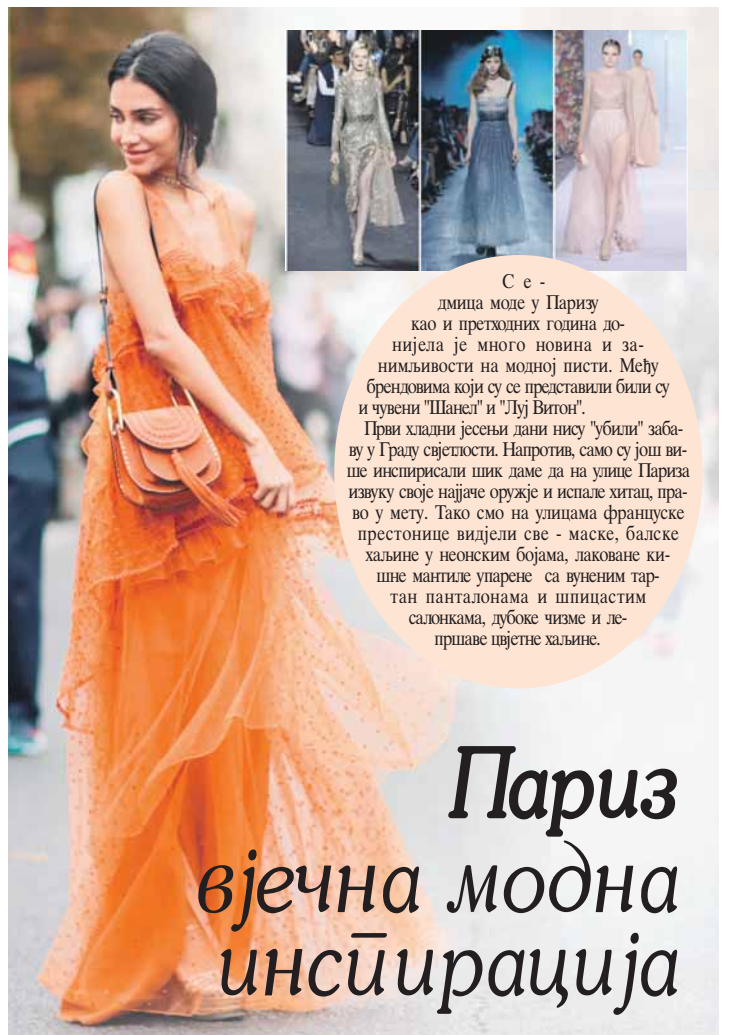 Се-
дмица моде у Паризу
као и претходних година до-
нијела је много новина и за-
нимљивости на модној писти. Међу
брендовима који су се представили били су
и чувени "Шанел" и "Луј Витон".
Први хладни јесењи дани нису "убили" заба-
ву у Граду свјетлости. Напротив, само су још ви-
ше инспирисали шик даме да на улице Париза
извуку своје најјаче оружје и испале хитац, пра-
во у мету. Тако смо на улицама француске
престонице видјели све - маске, балске
хаљине у неонским бојама, лаковане ки-
шне мантиле упарене са вуненим тар-
тан панталонама и шпицастим
салонкама, дубоке чизме и ле-
пршаве цвјетне хаљине.
Париз
вјечна модна
инспирација